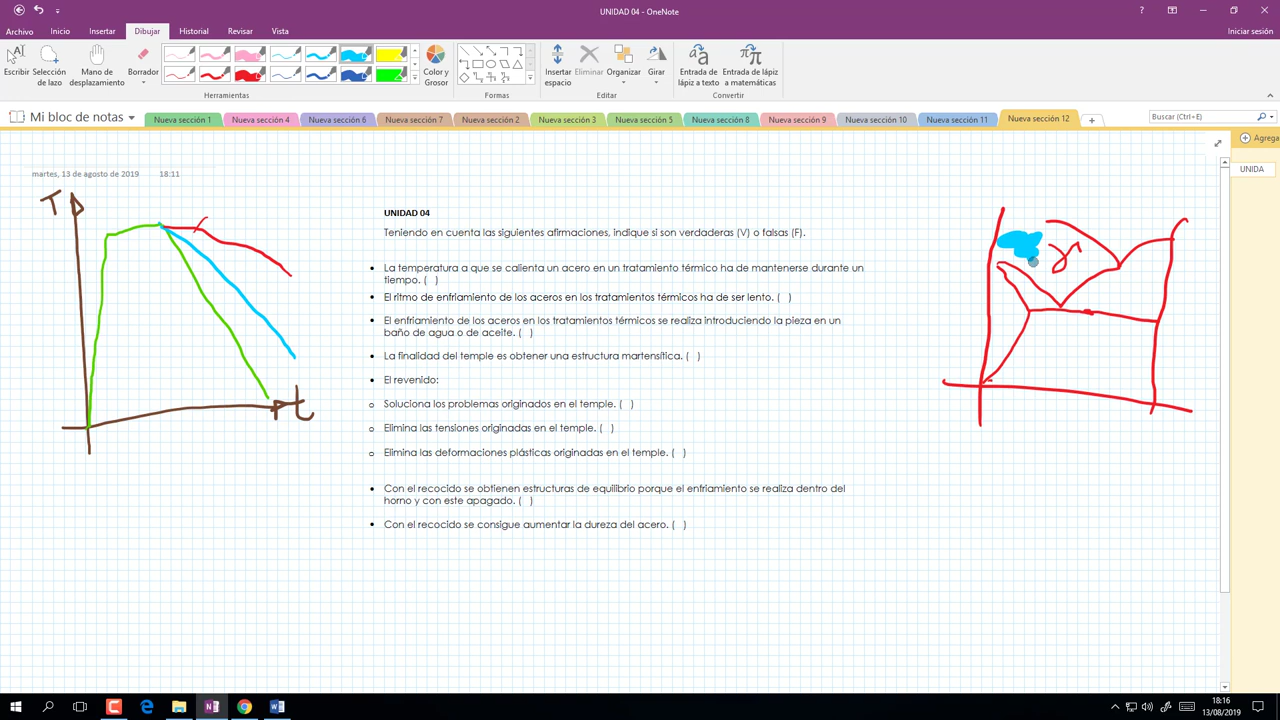 UNIDAD 04 - OneNote
Archivo Inicio Insertar Dibujar Historial Revisar Vista
Iniciar sesión
Escribir
Selección de lazo
Mano de desplazamiento
Borrador
Color y Grosor
Insertar espacio
Eliminar
Organizar
Girar
Entrada de lápiz a texto
Entrada de lápiz a matemáticas
Herramientas
Formas
Editar
Convertir
Mi bloc de notas
Nueva sección 1
Nueva sección 4
Nueva sección 6
Nueva sección 7
Nueva sección 2
Nueva sección 3
Nueva sección 5
Nueva sección 8
Nueva sección 9
Nueva sección 10
Nueva sección 11
Nueva sección 12
Buscar (Ctrl+E)
Agrega
UNIDA
martes, 13 de agosto de 2019 18:11
T
t
γ
UNIDAD 04
Teniendo en cuenta las siguientes afirmaciones, indique si son verdaderas (V) o falsas (F).
• La temperatura a que se calienta un acero en un tratamiento térmico ha de mantenerse durante un
tiempo. ( )
• El ritmo de enfriamiento de los aceros en los tratamientos térmicos ha de ser lento. ( )
• El enfriamiento de los aceros en los tratamientos térmicos se realiza introduciendo la pieza en un
baño de agua o de aceite. ( )
• La finalidad del temple es obtener una estructura martensítica. ( )
• El revenido:
o Soluciona los problemas originados en el temple. ( )
o Elimina las tensiones originadas en el temple. ( )
o Elimina las deformaciones plásticas originadas en el temple. ( )
• Con el recocido se obtienen estructuras de equilibrio porque el enfriamiento se realiza dentro del
horno y con este apagado. ( )
• Con el recocido se consigue aumentar la dureza del acero. ( )
18:16
13/08/2019